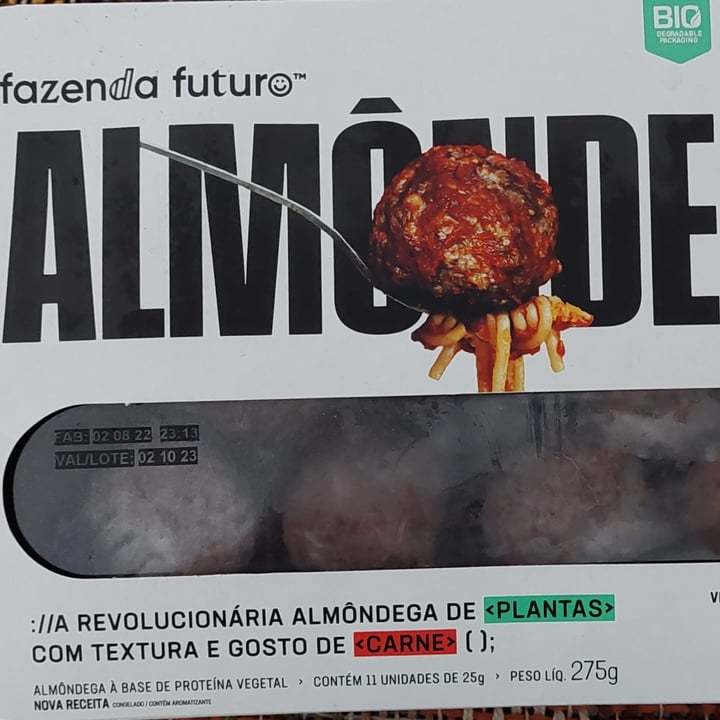 BIO
DEGRADABLE
PACKAGING
fazenda futuro™
ALMÔNDE
FAB: 02 08 22 23:13
VAL/LOTE: 02 10 23
://A REVOLUCIONÁRIA ALMÔNDEGA DE <PLANTAS>
COM TEXTURA E GOSTO DE <CARNE> ( );
ALMÔNDEGA À BASE DE PROTEÍNA VEGETAL › CONTÉM 11 UNIDADES DE 25g › PESO LÍQ. 275g
NOVA RECEITA CONGELADO / CONTÉM AROMATIZANTE